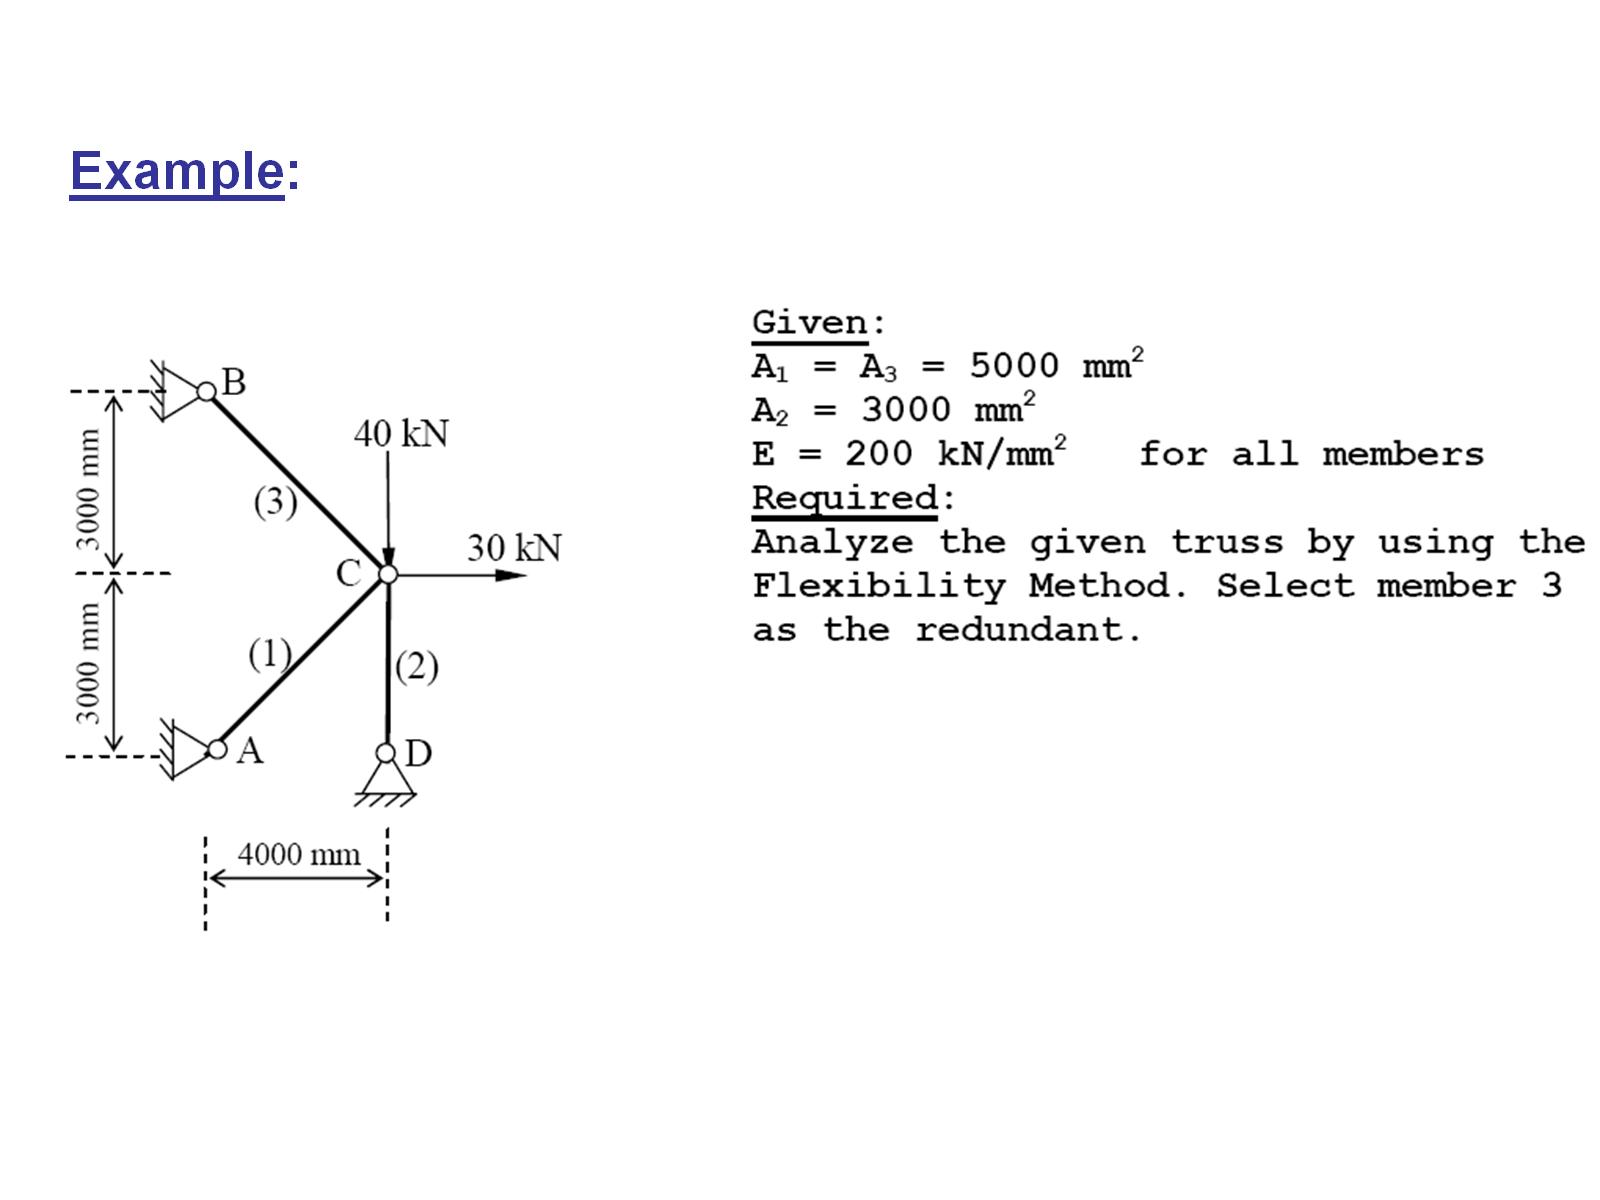 Example:
Given:
A₁ = A₃ = 5000 mm²
A₂ = 3000 mm²
E = 200 kN/mm² for all members
Required:
Analyze the given truss by using the
Flexibility Method. Select member 3
as the redundant.
B
40 kN
3000 mm
(3)
30 kN
C
3000 mm
(1)
(2)
A
D
4000 mm